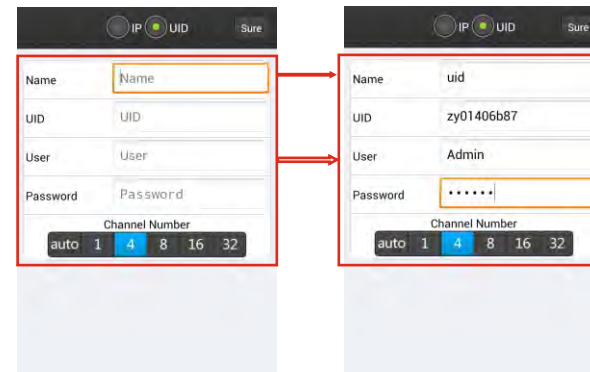 IP UID Sure
Name Name
UID UID
User User
Password Password
Channel Number
auto 1 4 8 16 32
IP UID Sure
Name uid
UID zy01406b87
User Admin
Password ••••••
Channel Number
auto 1 4 8 16 32